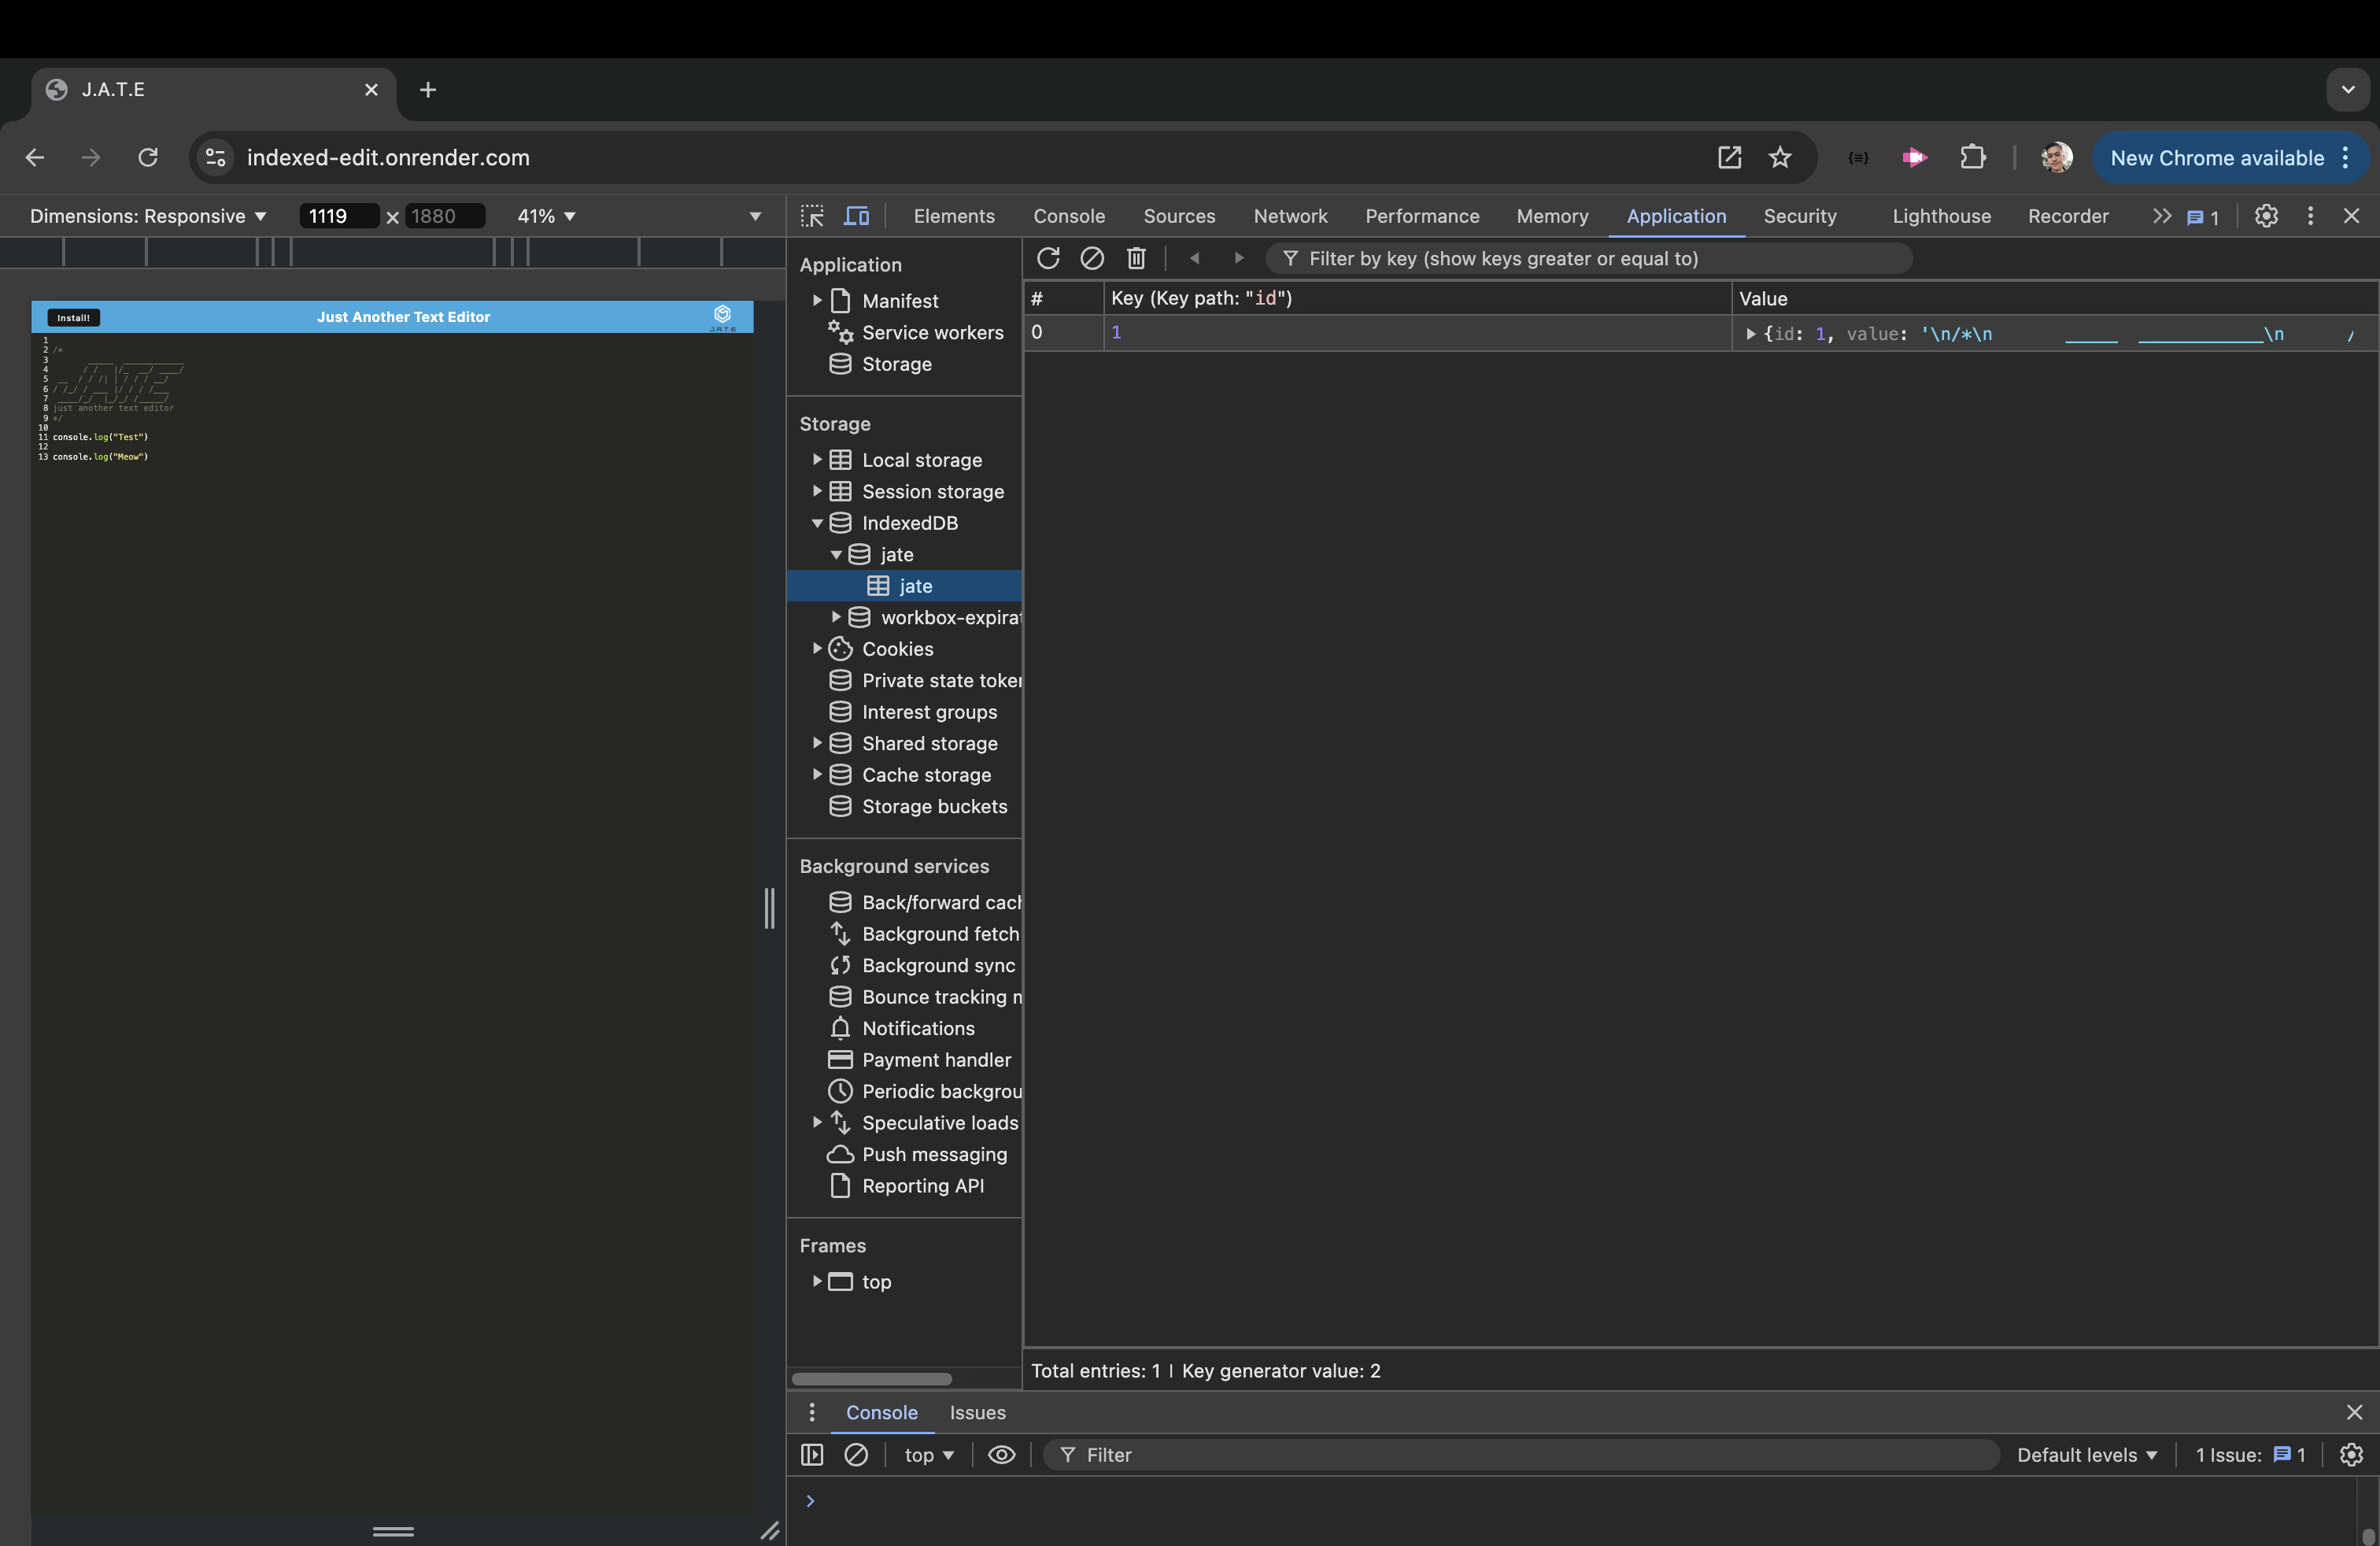 J.A.T.E
indexed-edit.onrender.com
New Chrome available
Dimensions: Responsive 1119 × 1880 41%
Elements Console Sources Network Performance Memory Application Security Lighthouse Recorder 1
Install! Just Another Text Editor J.A.T.E
1
2 /*
3
4
5
6
7
8 just another text editor
9 */
10
11 console.log("Test")
12
13 console.log("Meow")
Application
Manifest
Service workers
Storage
Storage
Local storage
Session storage
IndexedDB
jate
jate
workbox-expirat
Cookies
Private state toker
Interest groups
Shared storage
Cache storage
Storage buckets
Background services
Back/forward cach
Background fetch
Background sync
Bounce tracking m
Notifications
Payment handler
Periodic backgrou
Speculative loads
Push messaging
Reporting API
Frames
top
Filter by key (show keys greater or equal to)
# Key (Key path: "id") Value
0 1 {id: 1, value: '\n/*\n _____ ____________\n /
Total entries: 1 | Key generator value: 2
Console Issues
top Filter Default levels 1 Issue: 1